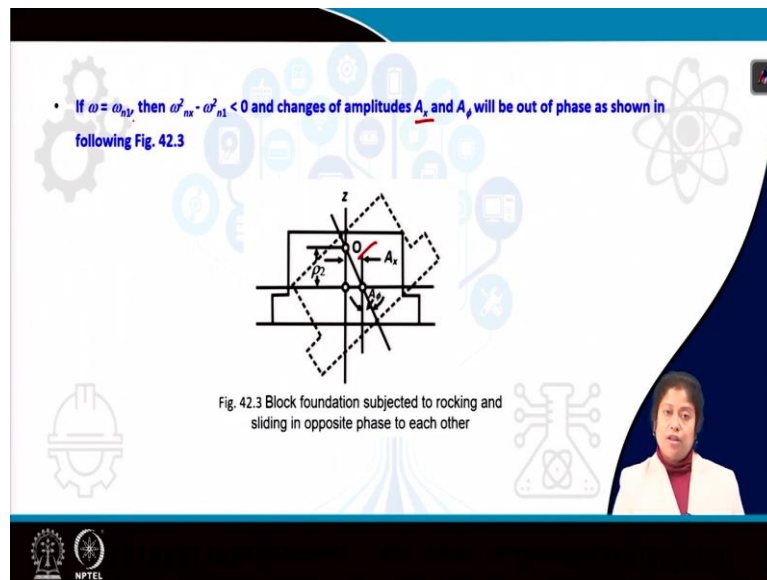 • If ω = ωn1, then ω²nx - ω²n1 < 0 and changes of amplitudes Ax and Aϕ will be out of phase as shown in
following Fig. 42.3
z
O
Ax
ρ2
Aϕ
Fig. 42.3 Block foundation subjected to rocking and
sliding in opposite phase to each other
NPTEL